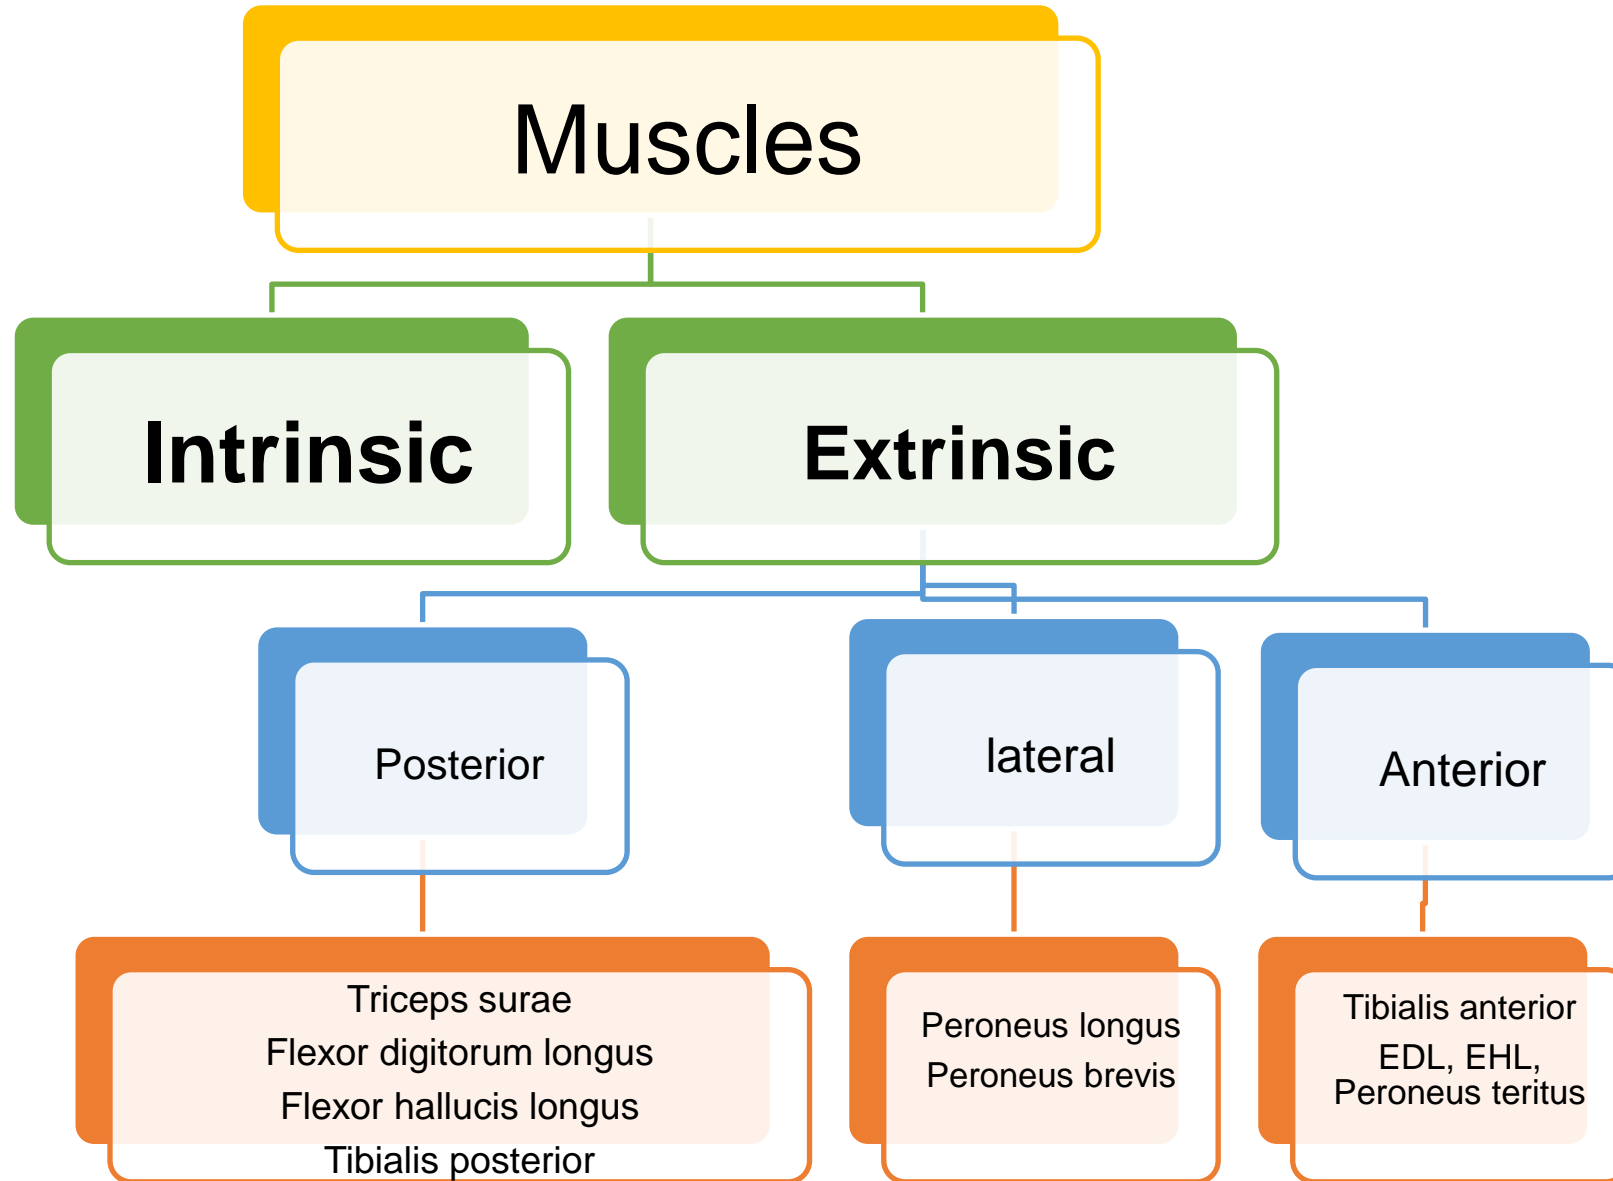 Muscles
Intrinsic
Extrinsic
Posterior
lateral
Anterior
Triceps surae
Flexor digitorum longus
Flexor hallucis longus
Tibialis posterior
Peroneus longus
Peroneus brevis
Tibialis anterior
EDL, EHL,
Peroneus teritus